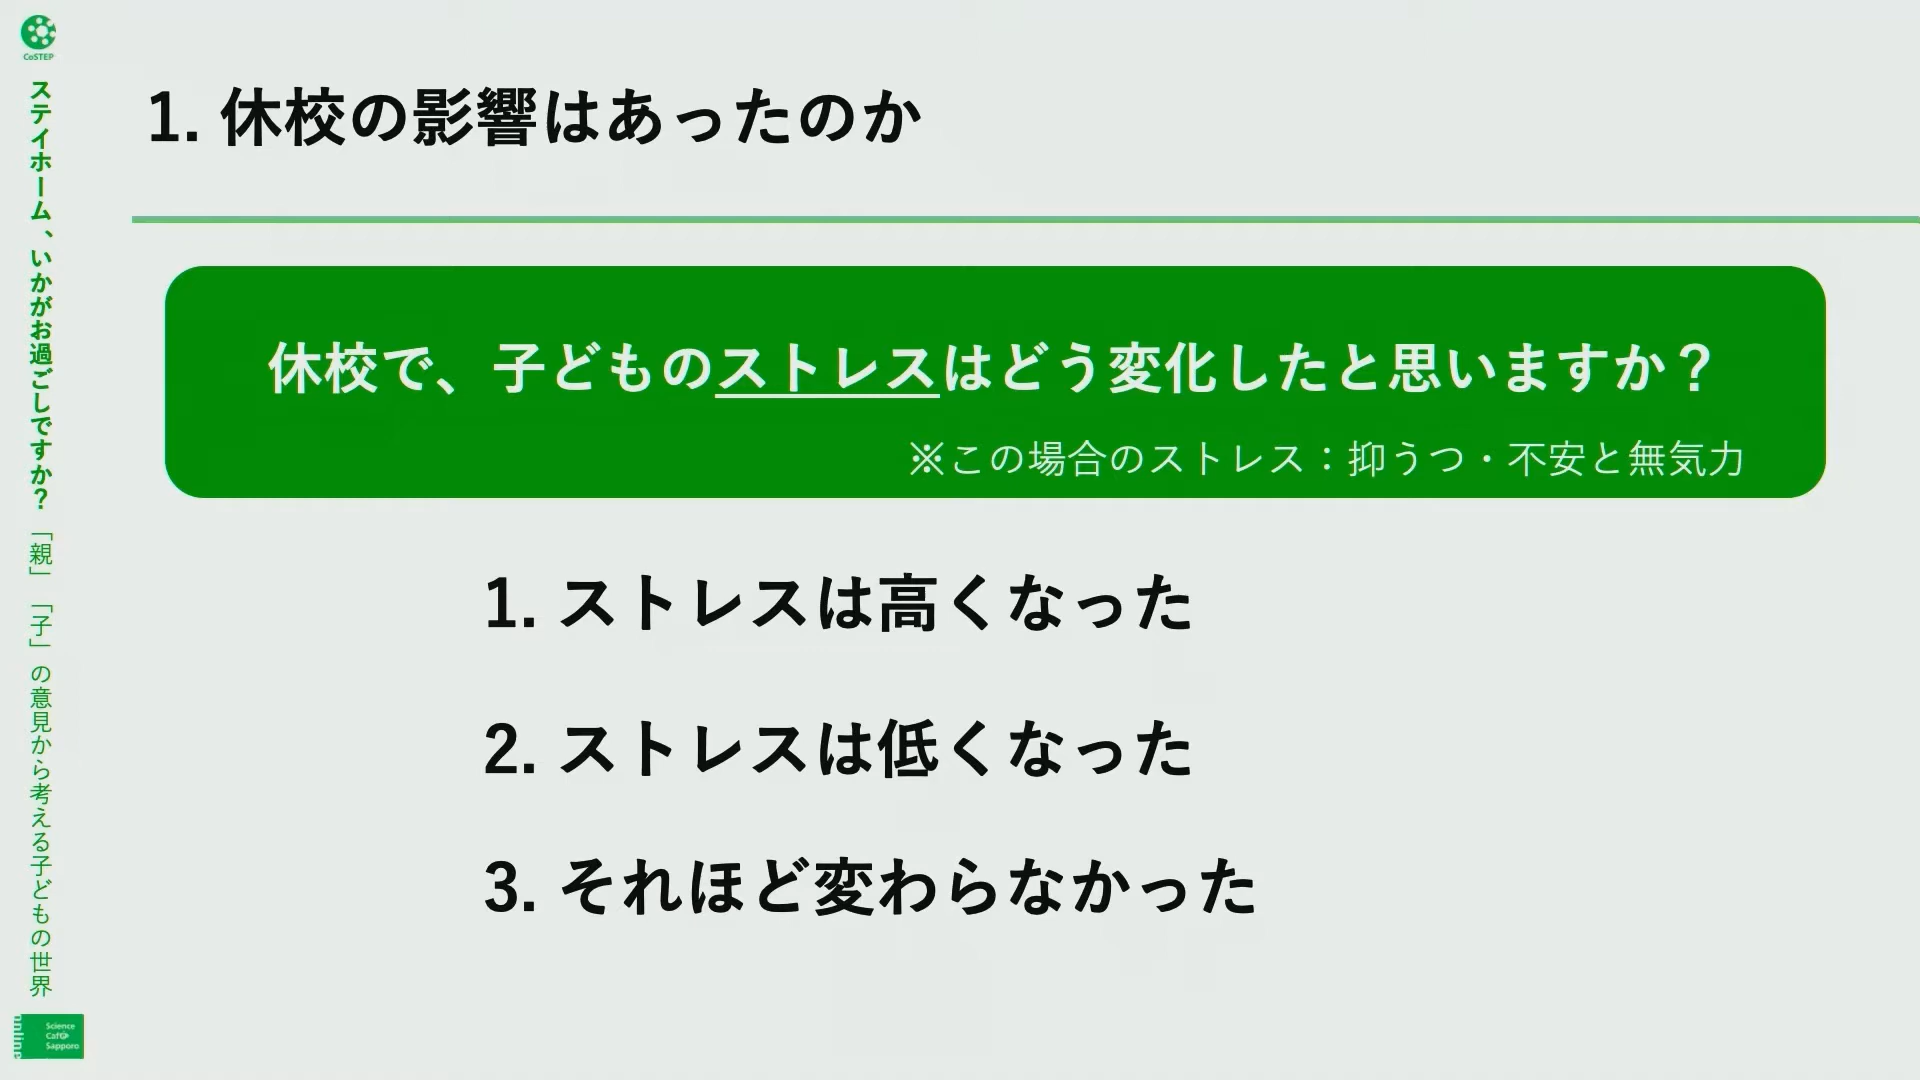 CoSTEP
ステイホーム、いかがお過ごしですか？「親」「子」の意見から考える子どもの世界
1. 休校の影響はあったのか
休校で、子どものストレスはどう変化したと思いますか？
※この場合のストレス：抑うつ・不安と無気力
1. ストレスは高くなった
2. ストレスは低くなった
3. それほど変わらなかった
online
Science
Café
Sapporo